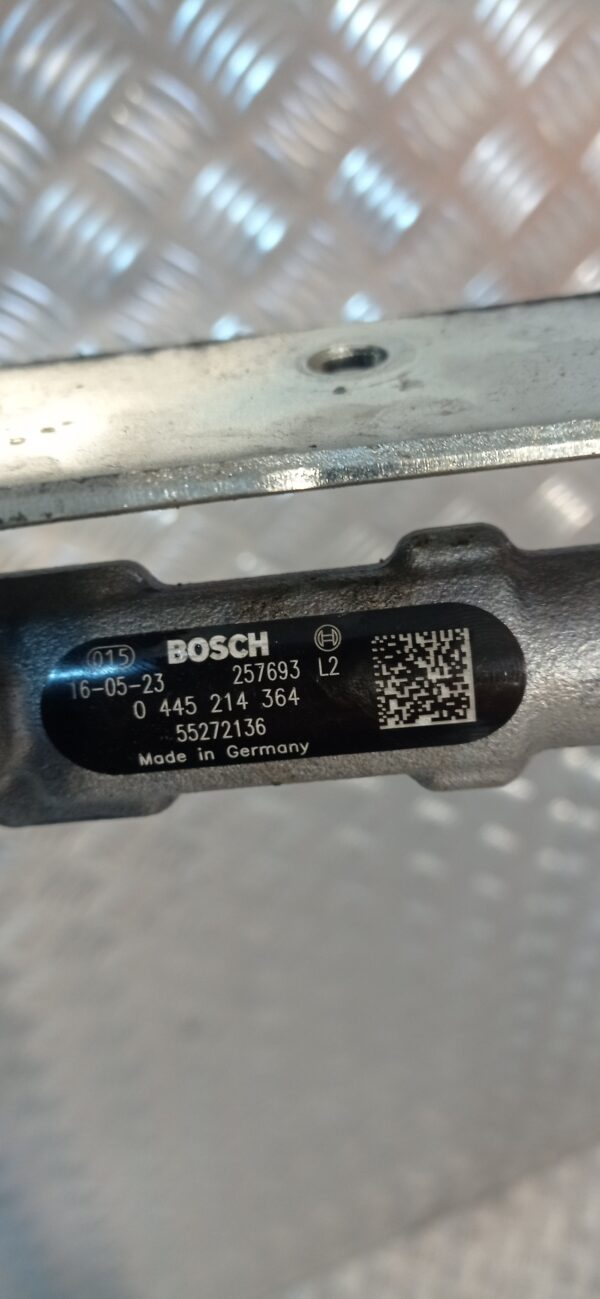 015 BOSCH
16-05-23 257693 L2
0 445 214 364
55272136
Made in Germany